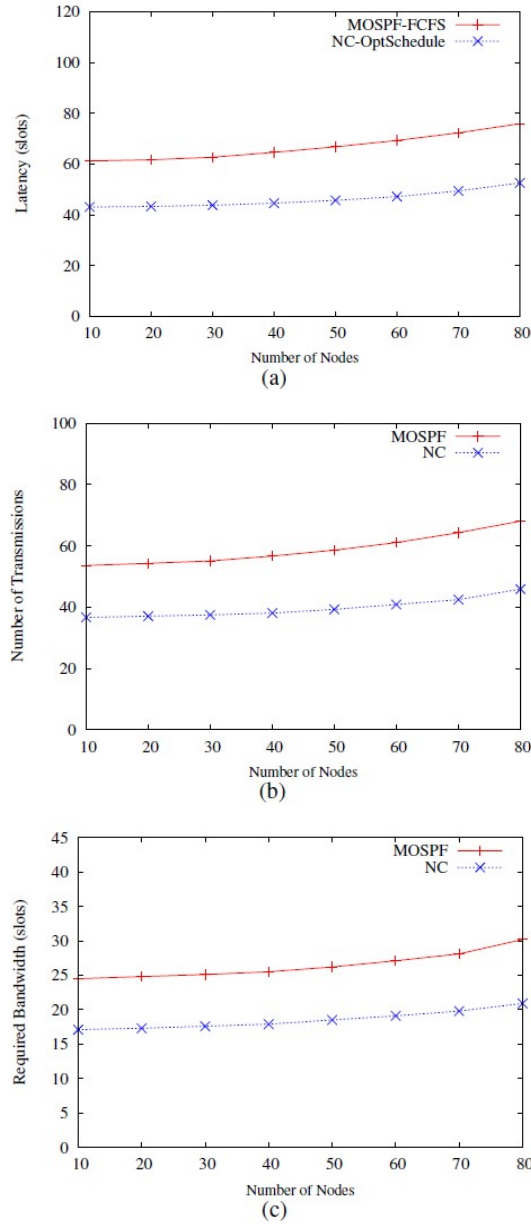 120
MOSPF-FCFS
NC-OptSchedule
100
80
60
40
20
0
Latency (slots)
10 20 30 40 50 60 70 80
Number of Nodes
(a)
100
MOSPF
NC
80
60
40
20
0
Number of Transmissions
10 20 30 40 50 60 70 80
Number of Nodes
(b)
45
MOSPF
NC
40
35
30
25
20
15
10
5
0
Required Bandwidth (slots)
10 20 30 40 50 60 70 80
Number of Nodes
(c)